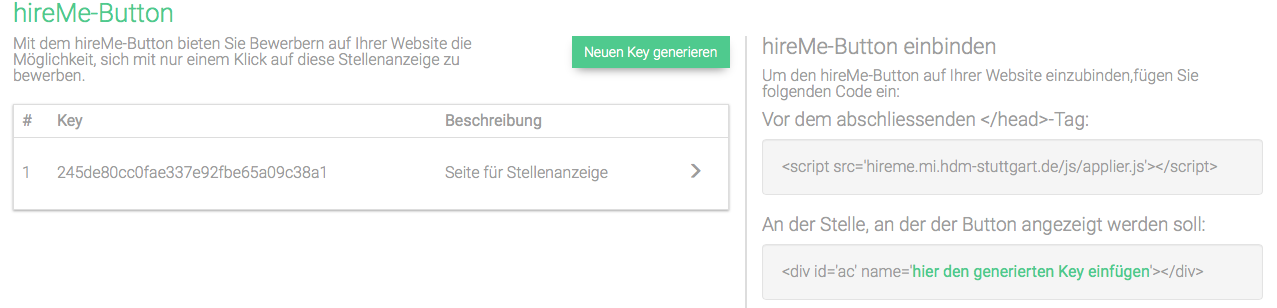 hireMe-Button
Mit dem hireMe-Button bieten Sie Bewerbern auf Ihrer Website die
Möglichkeit, sich mit nur einem Klick auf diese Stellenanzeige zu
bewerben.
Neuen Key generieren
# Key Beschreibung
1 245de80cc0fae337e92fbe65a09c38a1 Seite für Stellenanzeige
hireMe-Button einbinden
Um den hireMe-Button auf Ihrer Website einzubinden,fügen Sie
folgenden Code ein:
Vor dem abschliessenden </head>-Tag:
<script src='hireme.mi.hdm-stuttgart.de/js/applier.js'></script>
An der Stelle, an der der Button angezeigt werden soll:
<div id='ac' name='hier den generierten Key einfügen'></div>